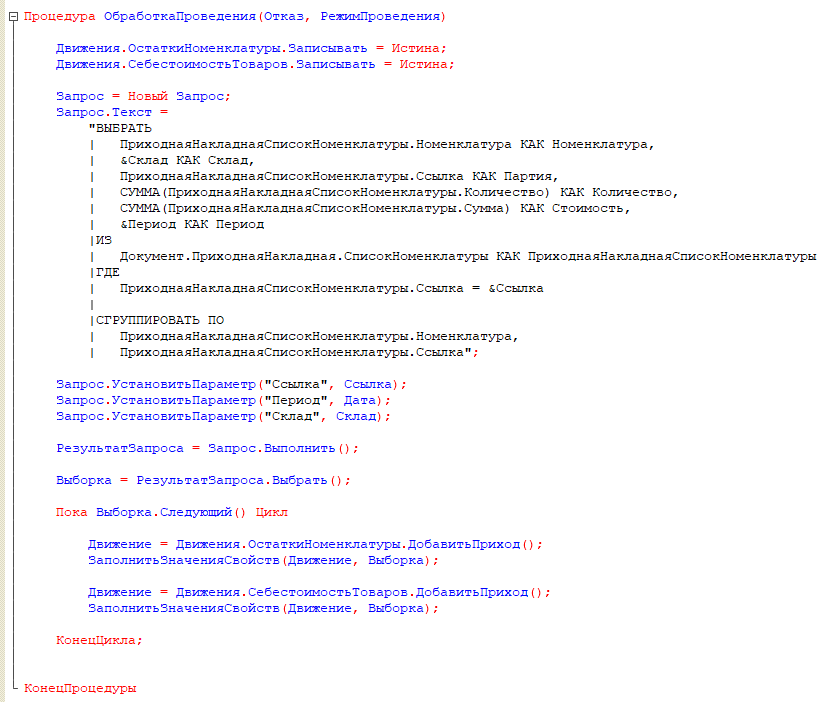 Процедура ОбработкаПроведения(Отказ, РежимПроведения)
Движения.ОстаткиНоменклатуры.Записывать = Истина;
Движения.СебестоимостьТоваров.Записывать = Истина;
Запрос = Новый Запрос;
Запрос.Текст =
"ВЫБРАТЬ
|   ПриходнаяНакладнаяСписокНоменклатуры.Номенклатура КАК Номенклатура,
|   &Склад КАК Склад,
|   ПриходнаяНакладнаяСписокНоменклатуры.Ссылка КАК Партия,
|   СУММА(ПриходнаяНакладнаяСписокНоменклатуры.Количество) КАК Количество,
|   СУММА(ПриходнаяНакладнаяСписокНоменклатуры.Сумма) КАК Стоимость,
|   &Период КАК Период
|ИЗ
|   Документ.ПриходнаяНакладная.СписокНоменклатуры КАК ПриходнаяНакладнаяСписокНоменклатуры
|ГДЕ
|   ПриходнаяНакладнаяСписокНоменклатуры.Ссылка = &Ссылка
|
|СГРУППИРОВАТЬ ПО
|   ПриходнаяНакладнаяСписокНоменклатуры.Номенклатура,
|   ПриходнаяНакладнаяСписокНоменклатуры.Ссылка";
Запрос.УстановитьПараметр("Ссылка", Ссылка);
Запрос.УстановитьПараметр("Период", Дата);
Запрос.УстановитьПараметр("Склад", Склад);
РезультатЗапроса = Запрос.Выполнить();
Выборка = РезультатЗапроса.Выбрать();
Пока Выборка.Следующий() Цикл
Движение = Движения.ОстаткиНоменклатуры.ДобавитьПриход();
ЗаполнитьЗначенияСвойств(Движение, Выборка);
Движение = Движения.СебестоимостьТоваров.ДобавитьПриход();
ЗаполнитьЗначенияСвойств(Движение, Выборка);
КонецЦикла;
КонецПроцедуры